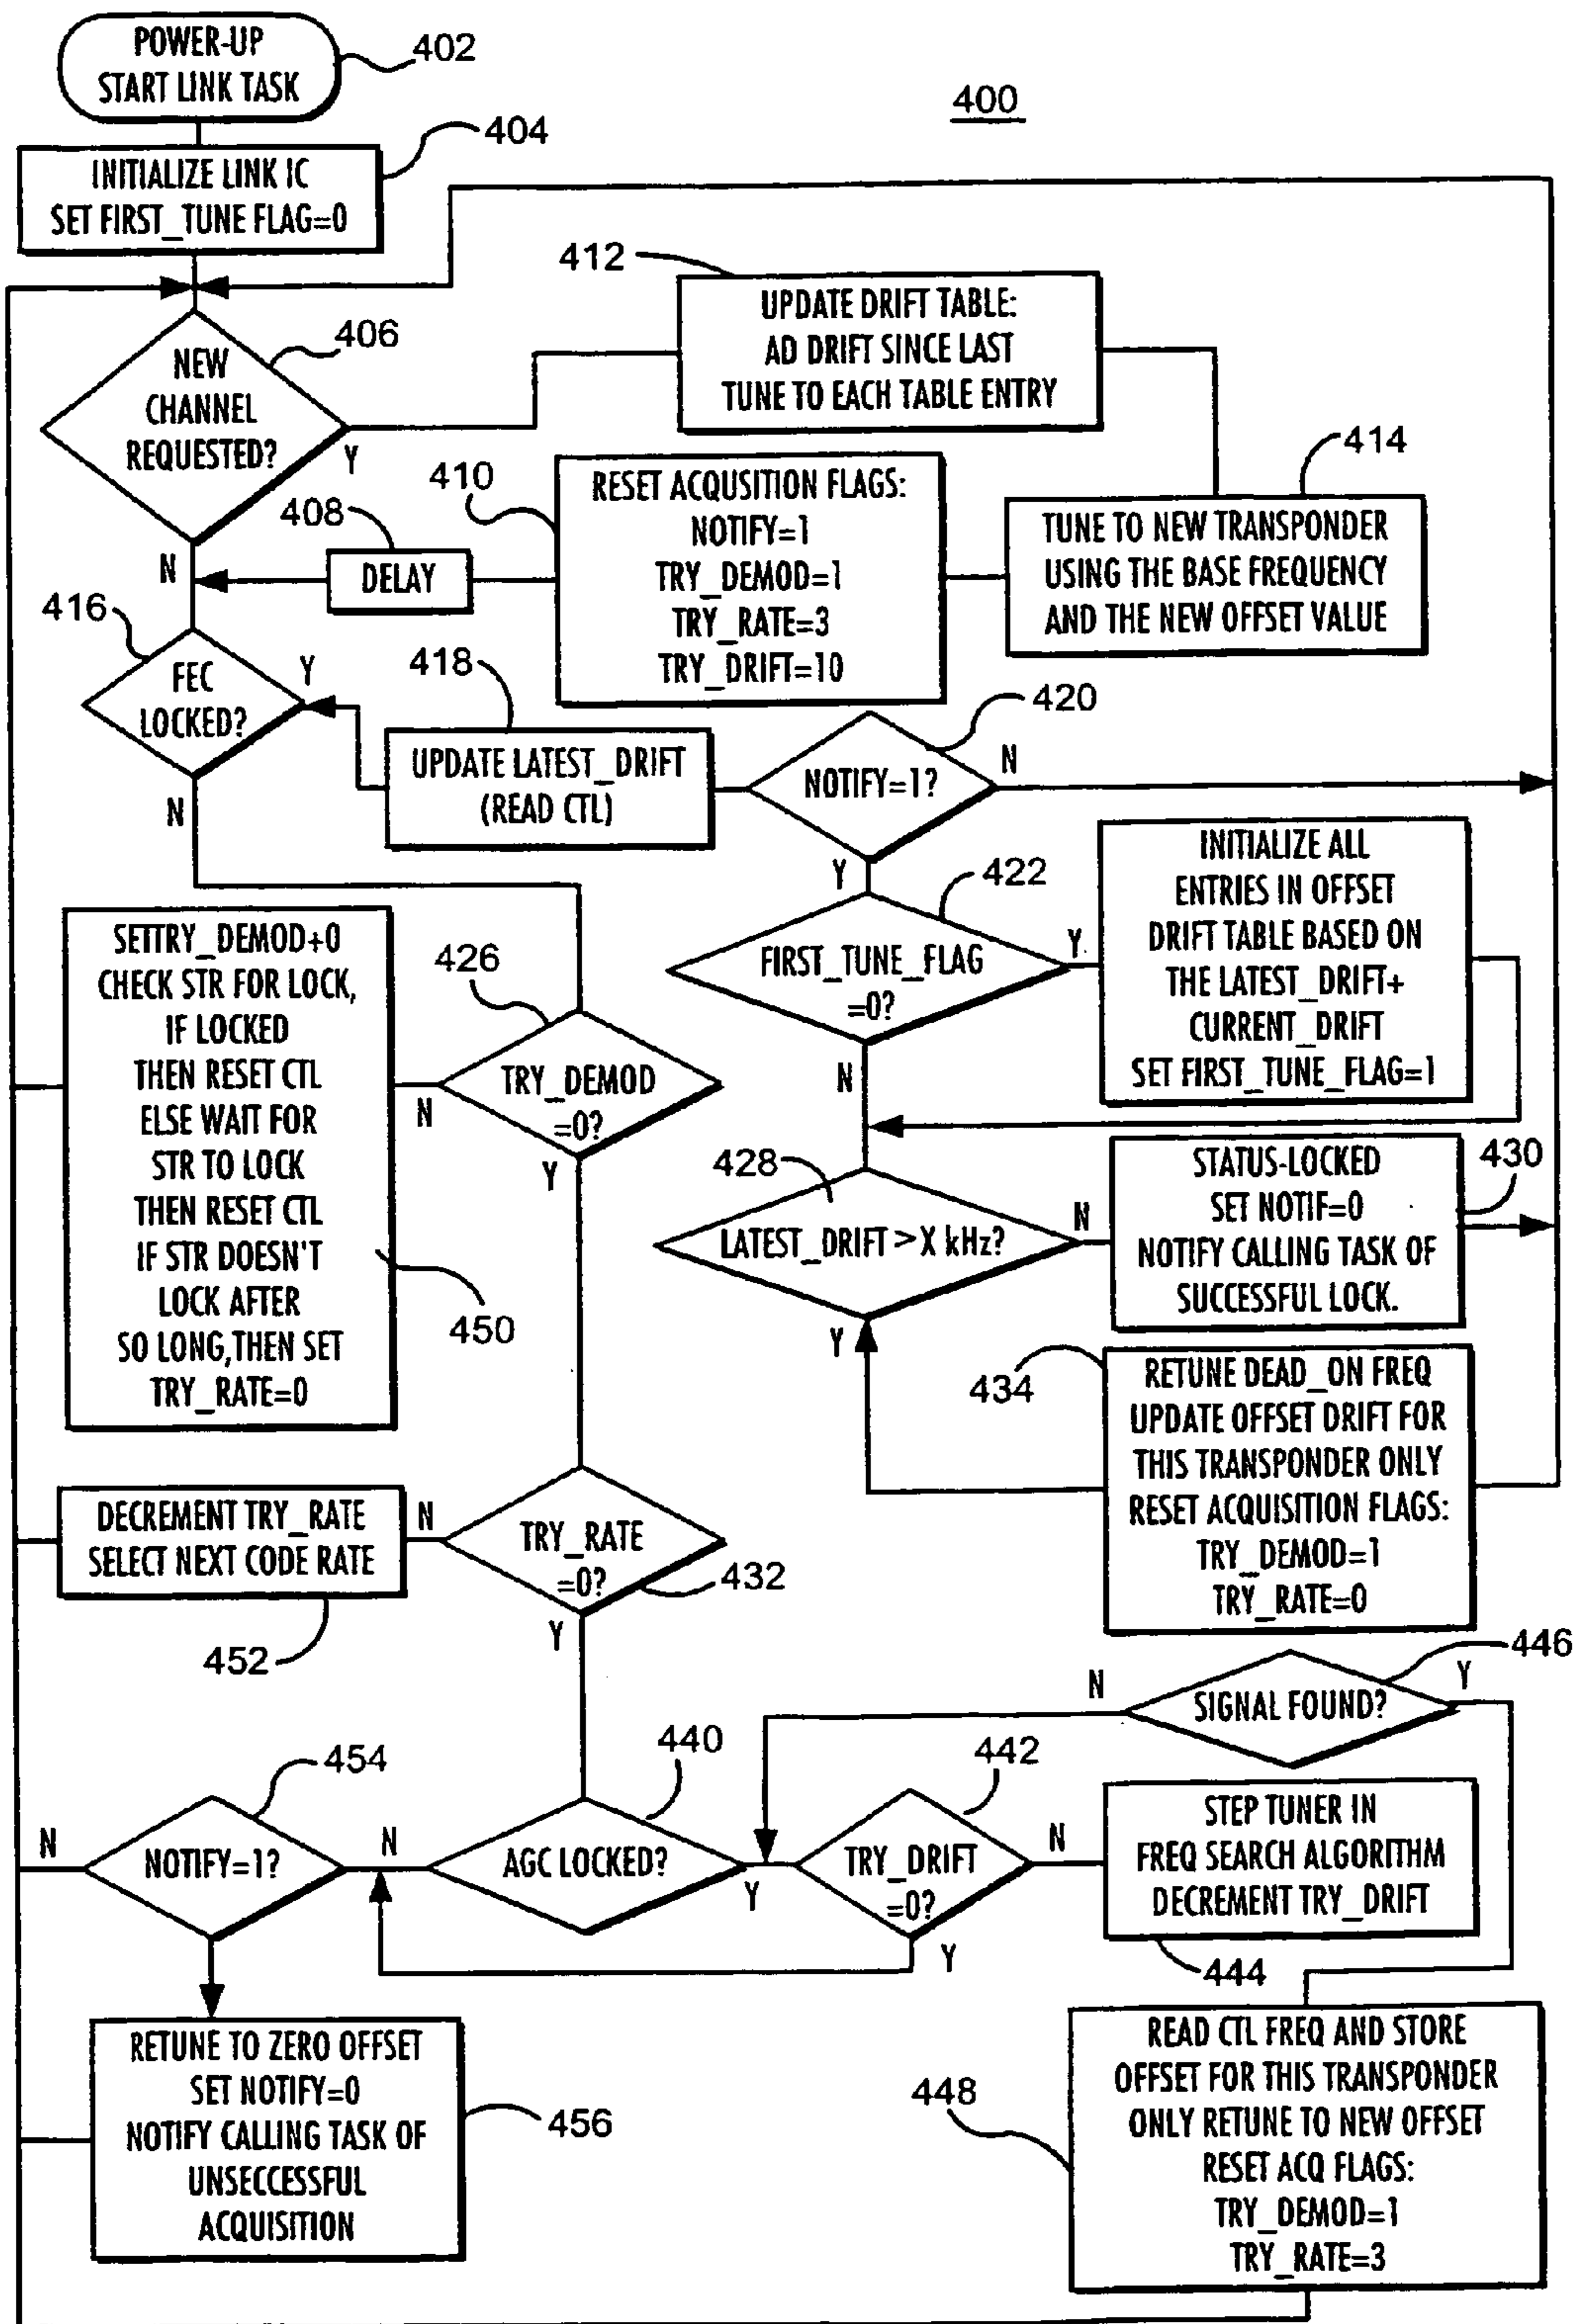 POWER-UP
START LINK TASK
402
400
404
INITIALIZE LINK IC
SET FIRST_TUNE FLAG=0
412
UPDATE DRIFT TABLE:
AD DRIFT SINCE LAST
TUNE TO EACH TABLE ENTRY
406
NEW
CHANNEL
REQUESTED?
Y
N
414
TUNE TO NEW TRANSPONDER
USING THE BASE FREQUENCY
AND THE NEW OFFSET VALUE
410
RESET ACQUSITION FLAGS:
NOTIFY=1
TRY_DEMOD=1
TRY_RATE=3
TRY_DRIFT=10
408
DELAY
416
FEC
LOCKED?
Y
N
418
UPDATE LATEST_DRIFT
(READ CTL)
420
NOTIFY=1?
N
Y
422
FIRST_TUNE_FLAG
=0?
Y
N
INITIALIZE ALL
ENTRIES IN OFFSET
DRIFT TABLE BASED ON
THE LATEST_DRIFT+
CURRENT_DRIFT
SET FIRST_TUNE_FLAG=1
SETTRY_DEMOD+0
CHECK STR FOR LOCK,
IF LOCKED
THEN RESET CTL
ELSE WAIT FOR
STR TO LOCK
THEN RESET CTL
IF STR DOESN'T
LOCK AFTER
SO LONG,THEN SET
TRY_RATE=0
450
426
TRY_DEMOD
=0?
N
Y
428
LATEST_DRIFT>X kHz?
N
Y
STATUS-LOCKED
SET NOTIF=0
NOTIFY CALLING TASK OF
SUCCESSFUL LOCK.
430
434
RETUNE DEAD_ON FREQ
UPDATE OFFSET DRIFT FOR
THIS TRANSPONDER ONLY
RESET ACQUISITION FLAGS:
TRY_DEMOD=1
TRY_RATE=0
DECREMENT TRY_RATE
SELECT NEXT CODE RATE
452
N
TRY_RATE
=0?
432
Y
446
SIGNAL FOUND?
N
Y
454
NOTIFY=1?
N
440
AGC LOCKED?
N
Y
442
TRY_DRIFT
=0?
N
Y
STEP TUNER IN
FREQ SEARCH ALGORITHM
DECREMENT TRY_DRIFT
444
RETUNE TO ZERO OFFSET
SET NOTIFY=0
NOTIFY CALLING TASK OF
UNSECCESSFUL
ACQUISITION
456
448
READ CTL FREQ AND STORE
OFFSET FOR THIS TRANSPONDER
ONLY RETUNE TO NEW OFFSET
RESET ACQ FLAGS:
TRY_DEMOD=1
TRY_RATE=3